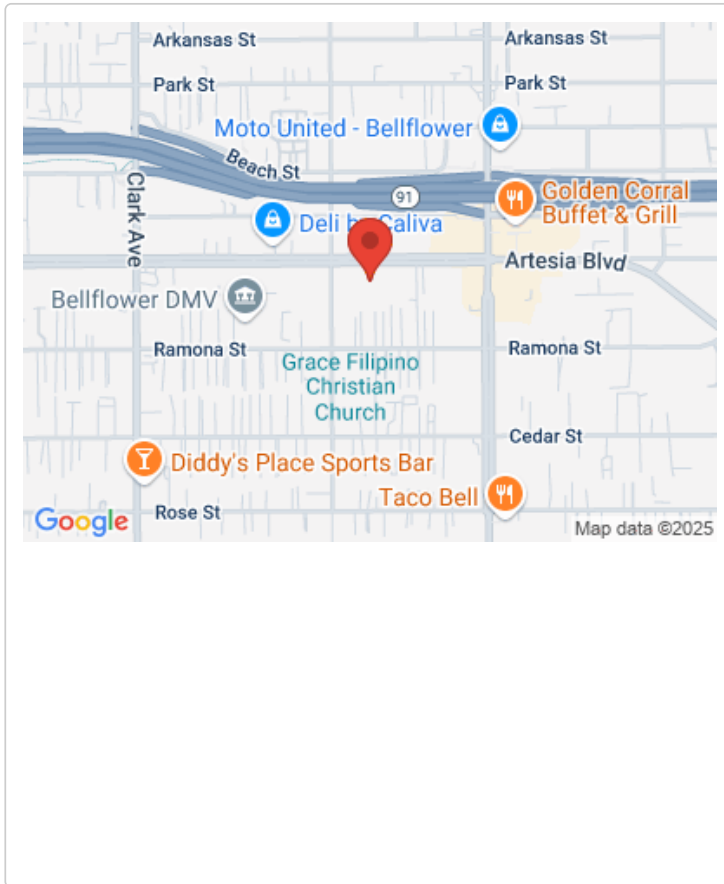 Arkansas St
Arkansas St
Park St
Park St
Moto United - Bellflower
Beach St
91
Golden Corral
Buffet & Grill
Clark Ave
Deli by Caliva
Artesia Blvd
Bellflower DMV
Ramona St
Ramona St
Grace Filipino
Christian
Church
Cedar St
Diddy's Place Sports Bar
Taco Bell
Rose St
Google
Map data ©2025